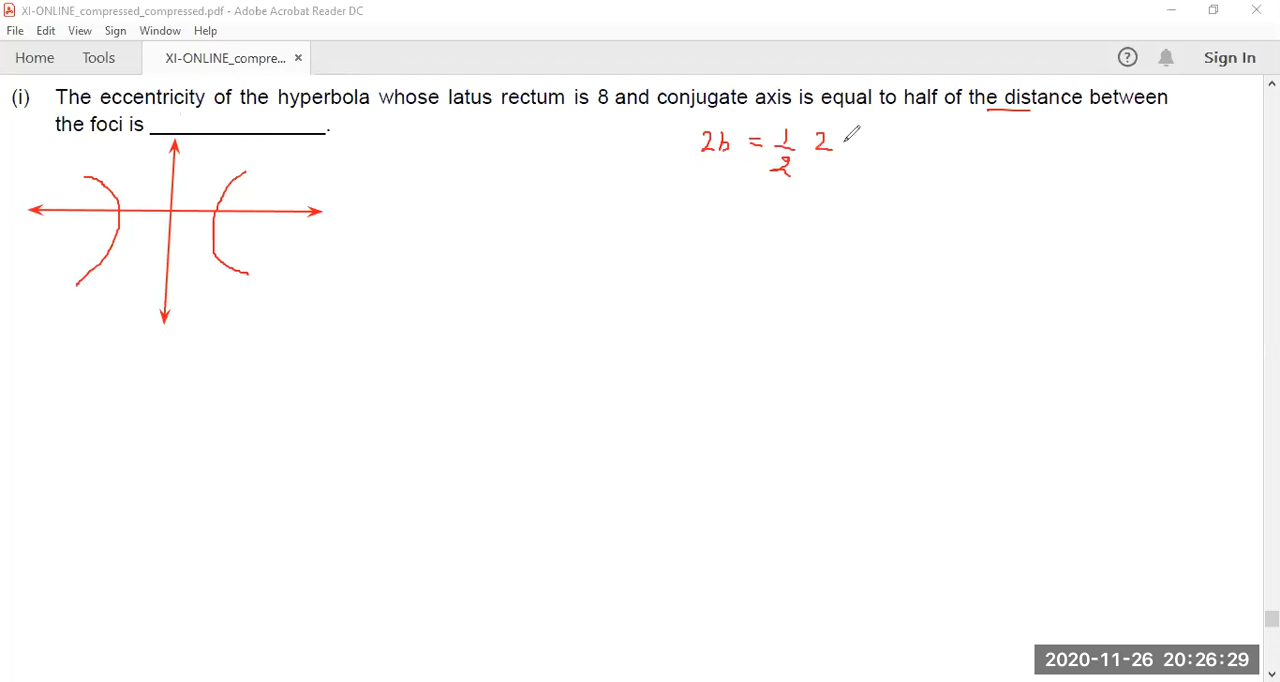 XI-ONLINE_compressed_compressed.pdf - Adobe Acrobat Reader DC
File Edit View Sign Window Help
Home Tools XI-ONLINE_compre... × Sign In
(i) The eccentricity of the hyperbola whose latus rectum is 8 and conjugate axis is equal to half of the distance between
the foci is ____________________.
2b = 1/2 2
2020-11-26 20:26:29